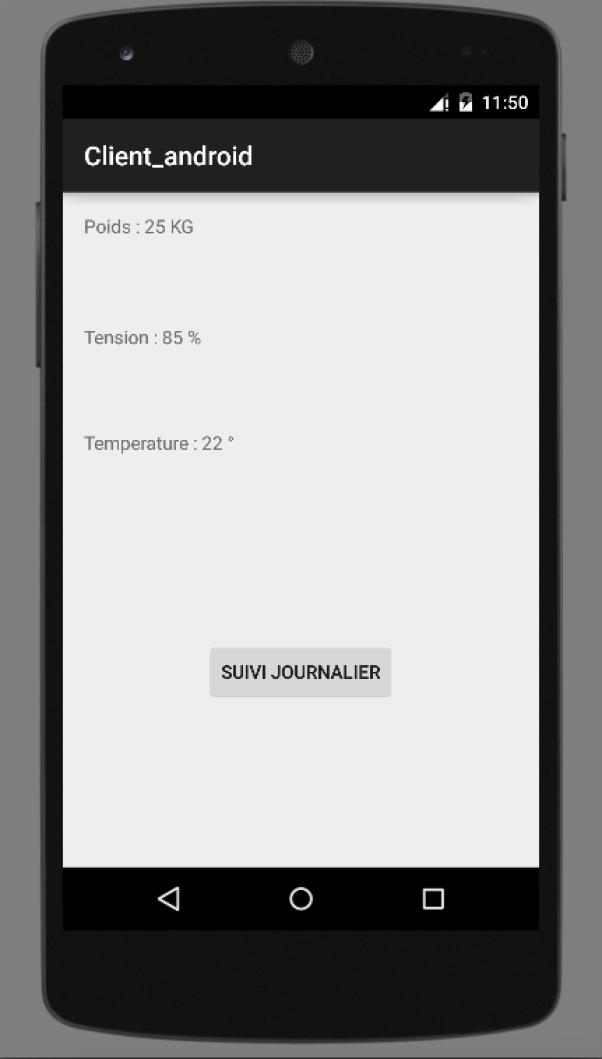 11:50
Client_android
Poids : 25 KG
Tension : 85 %
Temperature : 22 °
SUIVI JOURNALIER